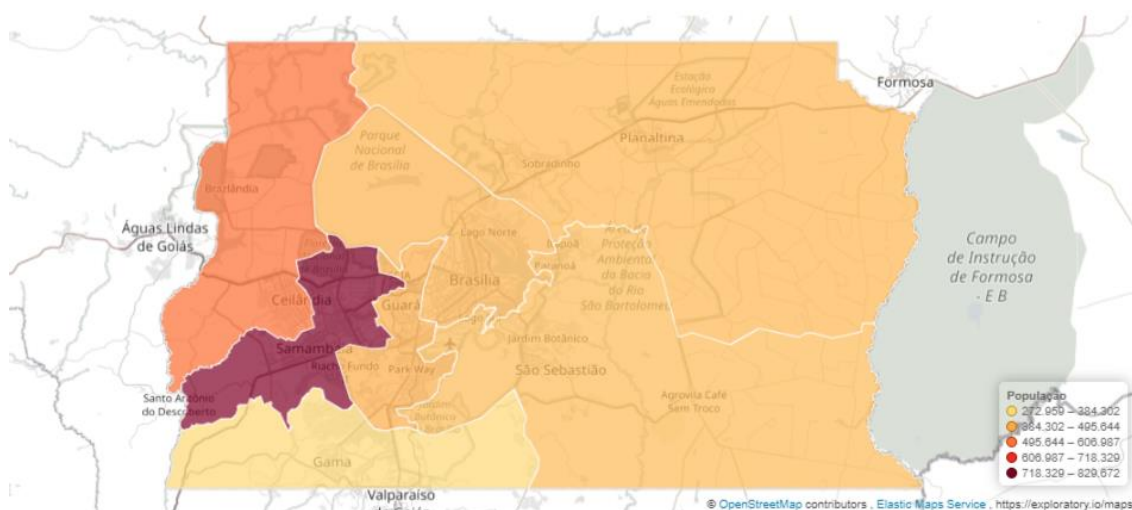 Formosa
Estação
Ecológica
Águas Emendadas
Planaltina
Parque
Nacional
de Brasília
Sobradinho
Brazlândia
Águas Lindas
de Goiás
Lago Norte
Itapoã
Paranoá
Proteção
Ambiental
da Bacia
do Rio
São Bartolomeu
Campo
de Instrução
de Formosa
- E B
Brasília
Ceilândia
Guará
Samambaia
Riacho Fundo
Park Way
Jardim Botânico
São Sebastião
Agrovila Café
Sem Troco
Santo Antônio
do Descoberto
Jardim
Botânico
Gama
Valparaíso
População
272.959 – 384.302
384.302 – 495.644
495.644 – 606.987
606.987 – 718.329
718.329 – 829.672
© OpenStreetMap contributors , Elastic Maps Service , https://exploratory.io/maps